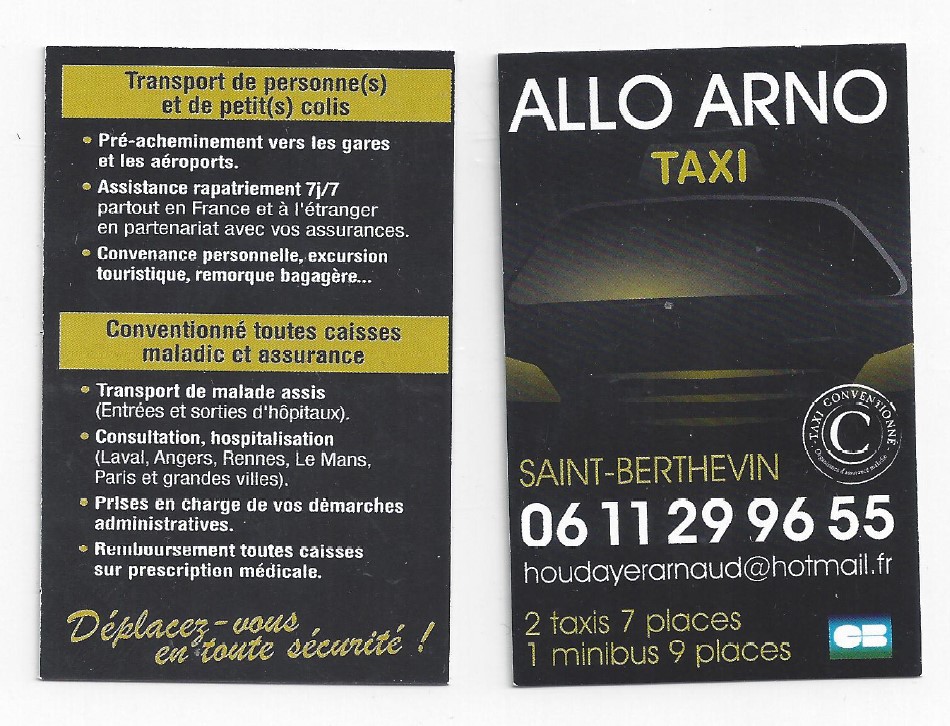 Transport de personne(s)
et de petit(s) colis
• Pré-acheminement vers les gares
et les aéroports.
• Assistance rapatriement 7j/7
partout en France et à l'étranger
en partenariat avec vos assurances.
• Convenance personnelle, excursion
touristique, remorque bagagère...
Conventionné toutes caisses
maladie et assurance
• Transport de malade assis
(Entrées et sorties d'hôpitaux).
• Consultation, hospitalisation
(Laval, Angers, Rennes, Le Mans,
Paris et grandes villes).
• Prises en charge de vos démarches
administratives.
• Remboursement toutes caisses
sur prescription médicale.
Déplacez-vous
en toute sécurité !
ALLO ARNO
TAXI
TAXI CONVENTIONNÉ
C
Organismes d'assurance maladie
SAINT-BERTHEVIN
06 11 29 96 55
houdayerarnaud@hotmail.fr
2 taxis 7 places
1 minibus 9 places
CB